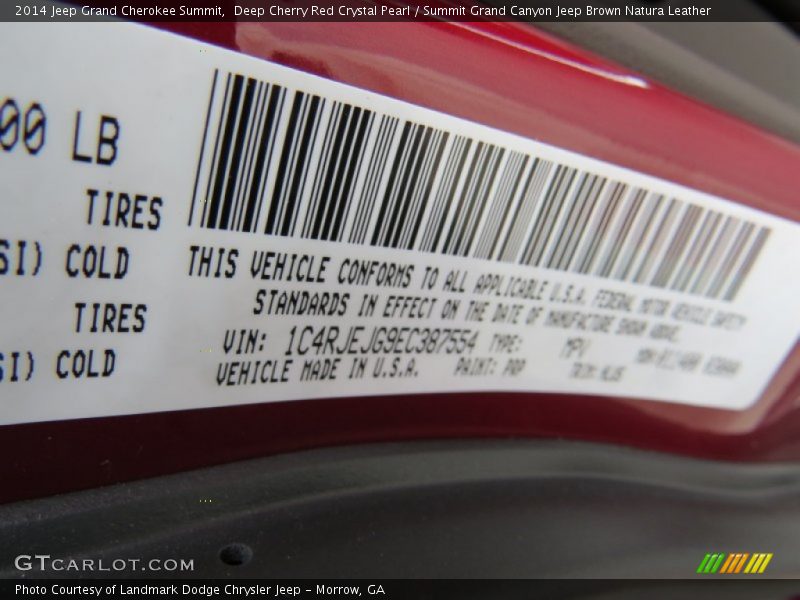 2014 Jeep Grand Cherokee Summit, Deep Cherry Red Crystal Pearl / Summit Grand Canyon Jeep Brown Natura Leather
00 LB
TIRES
SI) COLD
TIRES
SI) COLD
THIS VEHICLE CONFORMS TO ALL APPLICABLE U.S.A. FEDERAL MOTOR VEHICLE SAFETY
STANDARDS IN EFFECT ON THE DATE OF MANUFACTURE SHOWN ABOVE.
VIN: 1C4RJEJG9EC387554 TYPE: MPV
VEHICLE MADE IN U.S.A. PAINT: PRP TRIM:
GTCARLOT.COM
Photo Courtesy of Landmark Dodge Chrysler Jeep - Morrow, GA